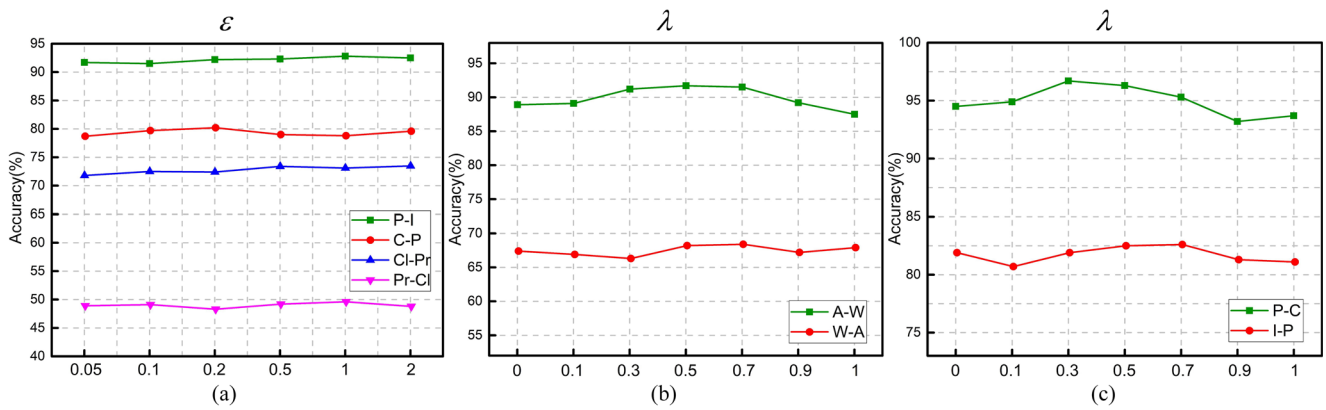 ε
Accuracy(%)
95
90
85
80
75
70
65
60
55
50
45
40
0.05 0.1 0.2 0.5 1 2
P-I
C-P
Cl-Pr
Pr-Cl
(a)
λ
Accuracy(%)
95
90
85
80
75
70
65
60
55
0 0.1 0.3 0.5 0.7 0.9 1
A-W
W-A
(b)
λ
Accuracy(%)
100
95
90
85
80
75
0 0.1 0.3 0.5 0.7 0.9 1
P-C
I-P
(c)